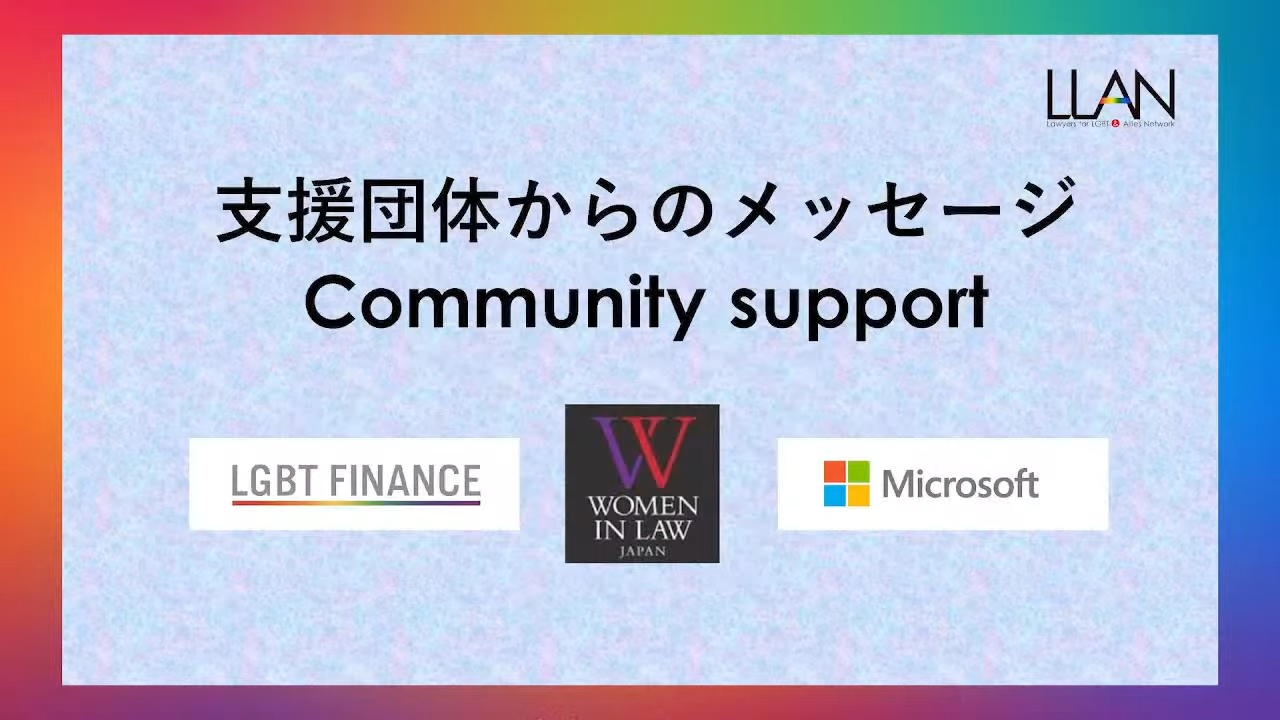 LLAN
Lawyers for LGBT & Allies Network
支援団体からのメッセージ
Community support
LGBT FINANCE
WOMEN
IN LAW
JAPAN
Microsoft